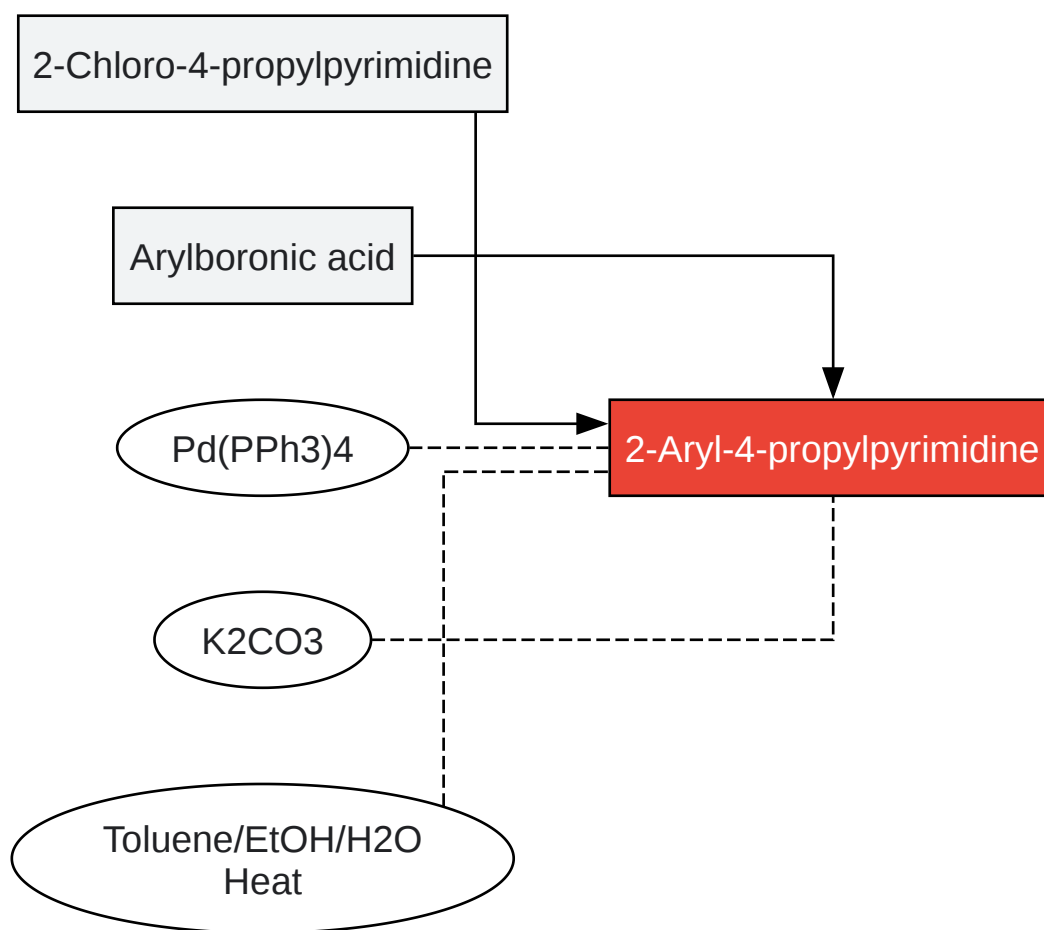 2-Chloro-4-propylpyrimidine
Arylboronic acid
Pd(PPh3)4
2-Aryl-4-propylpyrimidine
K2CO3
Toluene/EtOH/H2O
Heat